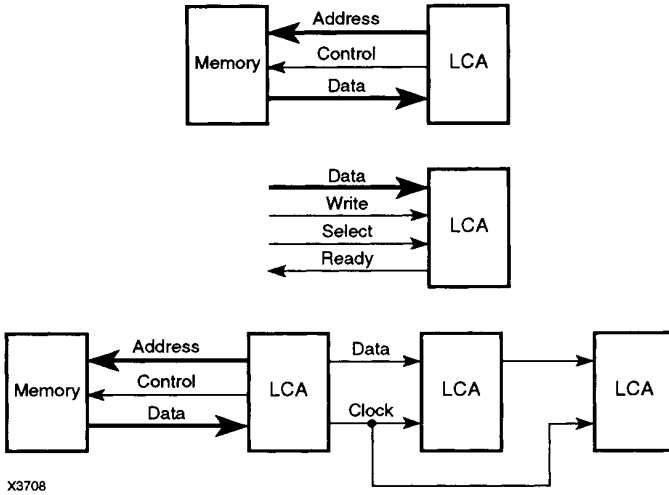 Address
Memory
Control
LCA
Data
Data
Write
Select
LCA
Ready
Address
Data
Memory
Control
LCA
LCA
LCA
Data
Clock
X3708